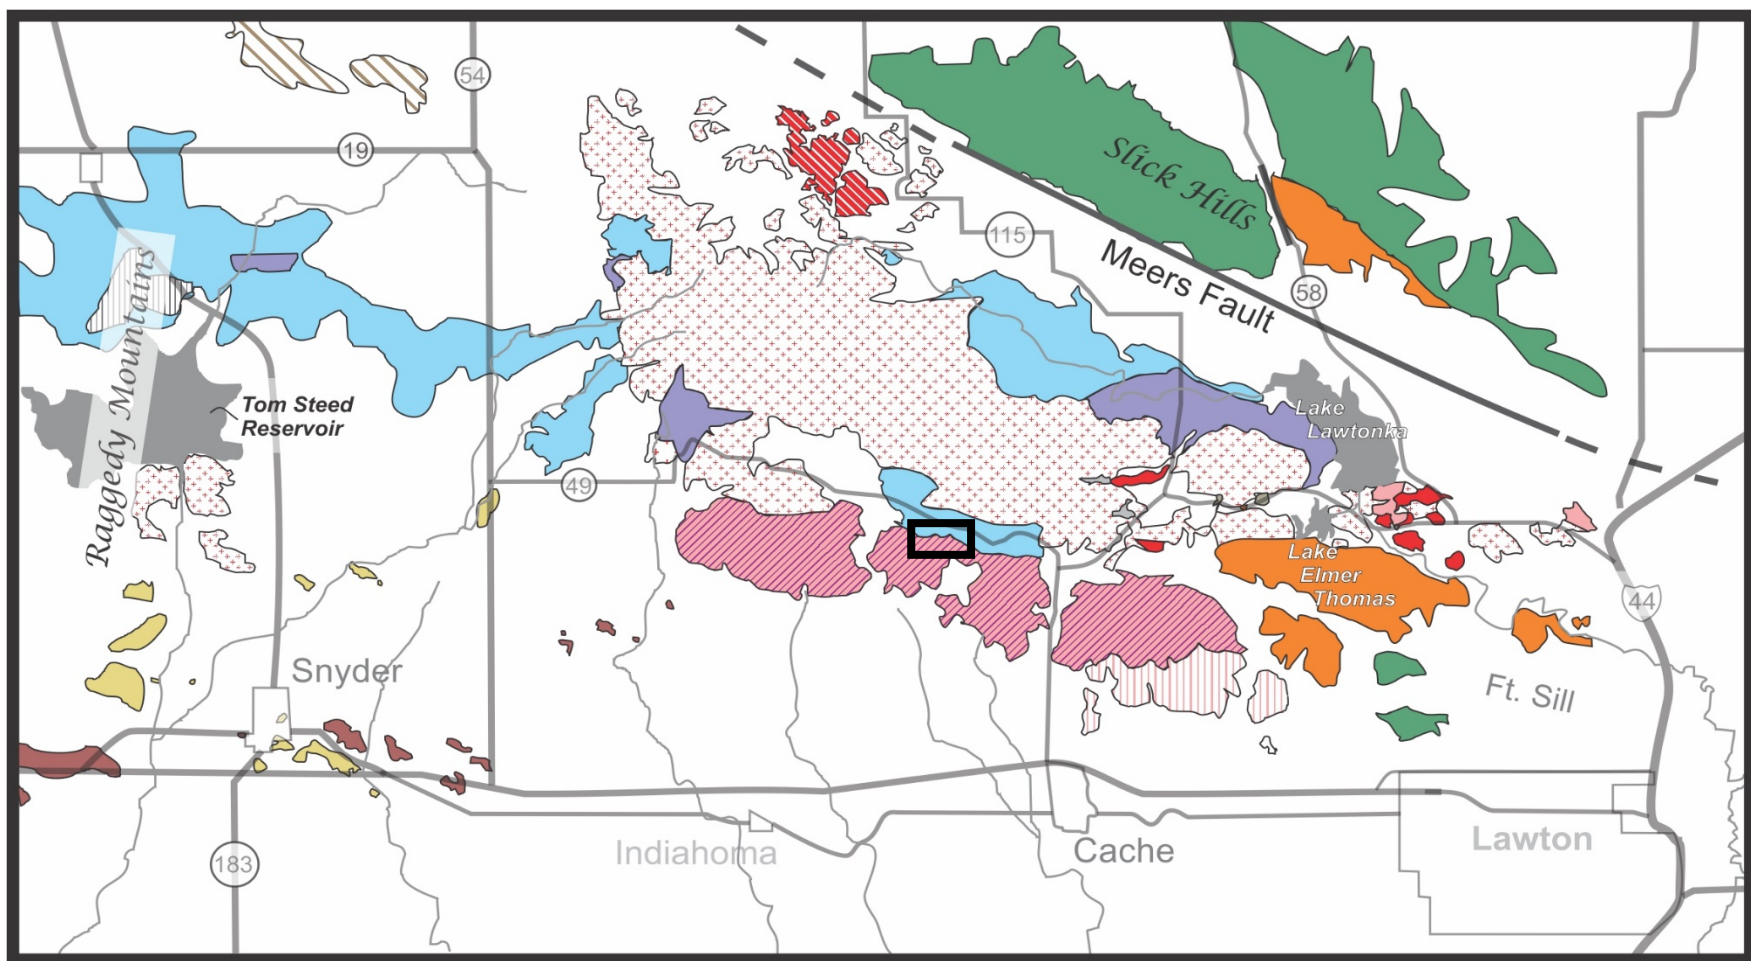 54
19
Slick Hills
115
Meers Fault
58
Raggedy Mountains
Tom Steed
Reservoir
Lake
Lawtonka
49
Lake
Elmer
Thomas
44
Snyder
Ft. Sill
Indiahoma
Cache
Lawton
183